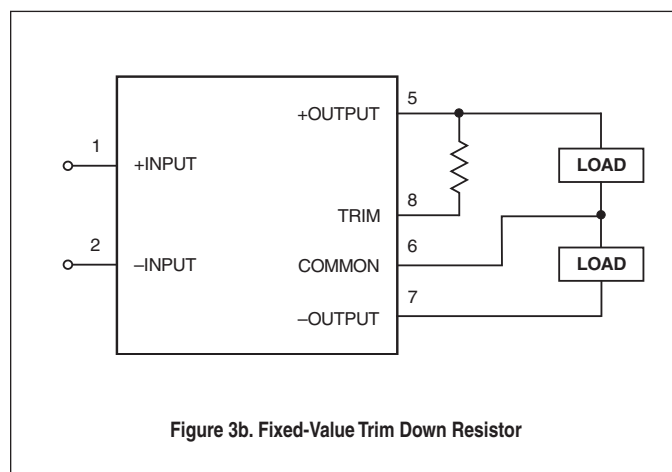 5
+OUTPUT
1
LOAD
+INPUT
8
TRIM
6
2
–INPUT
COMMON
LOAD
7
–OUTPUT
Figure 3b. Fixed-Value Trim Down Resistor